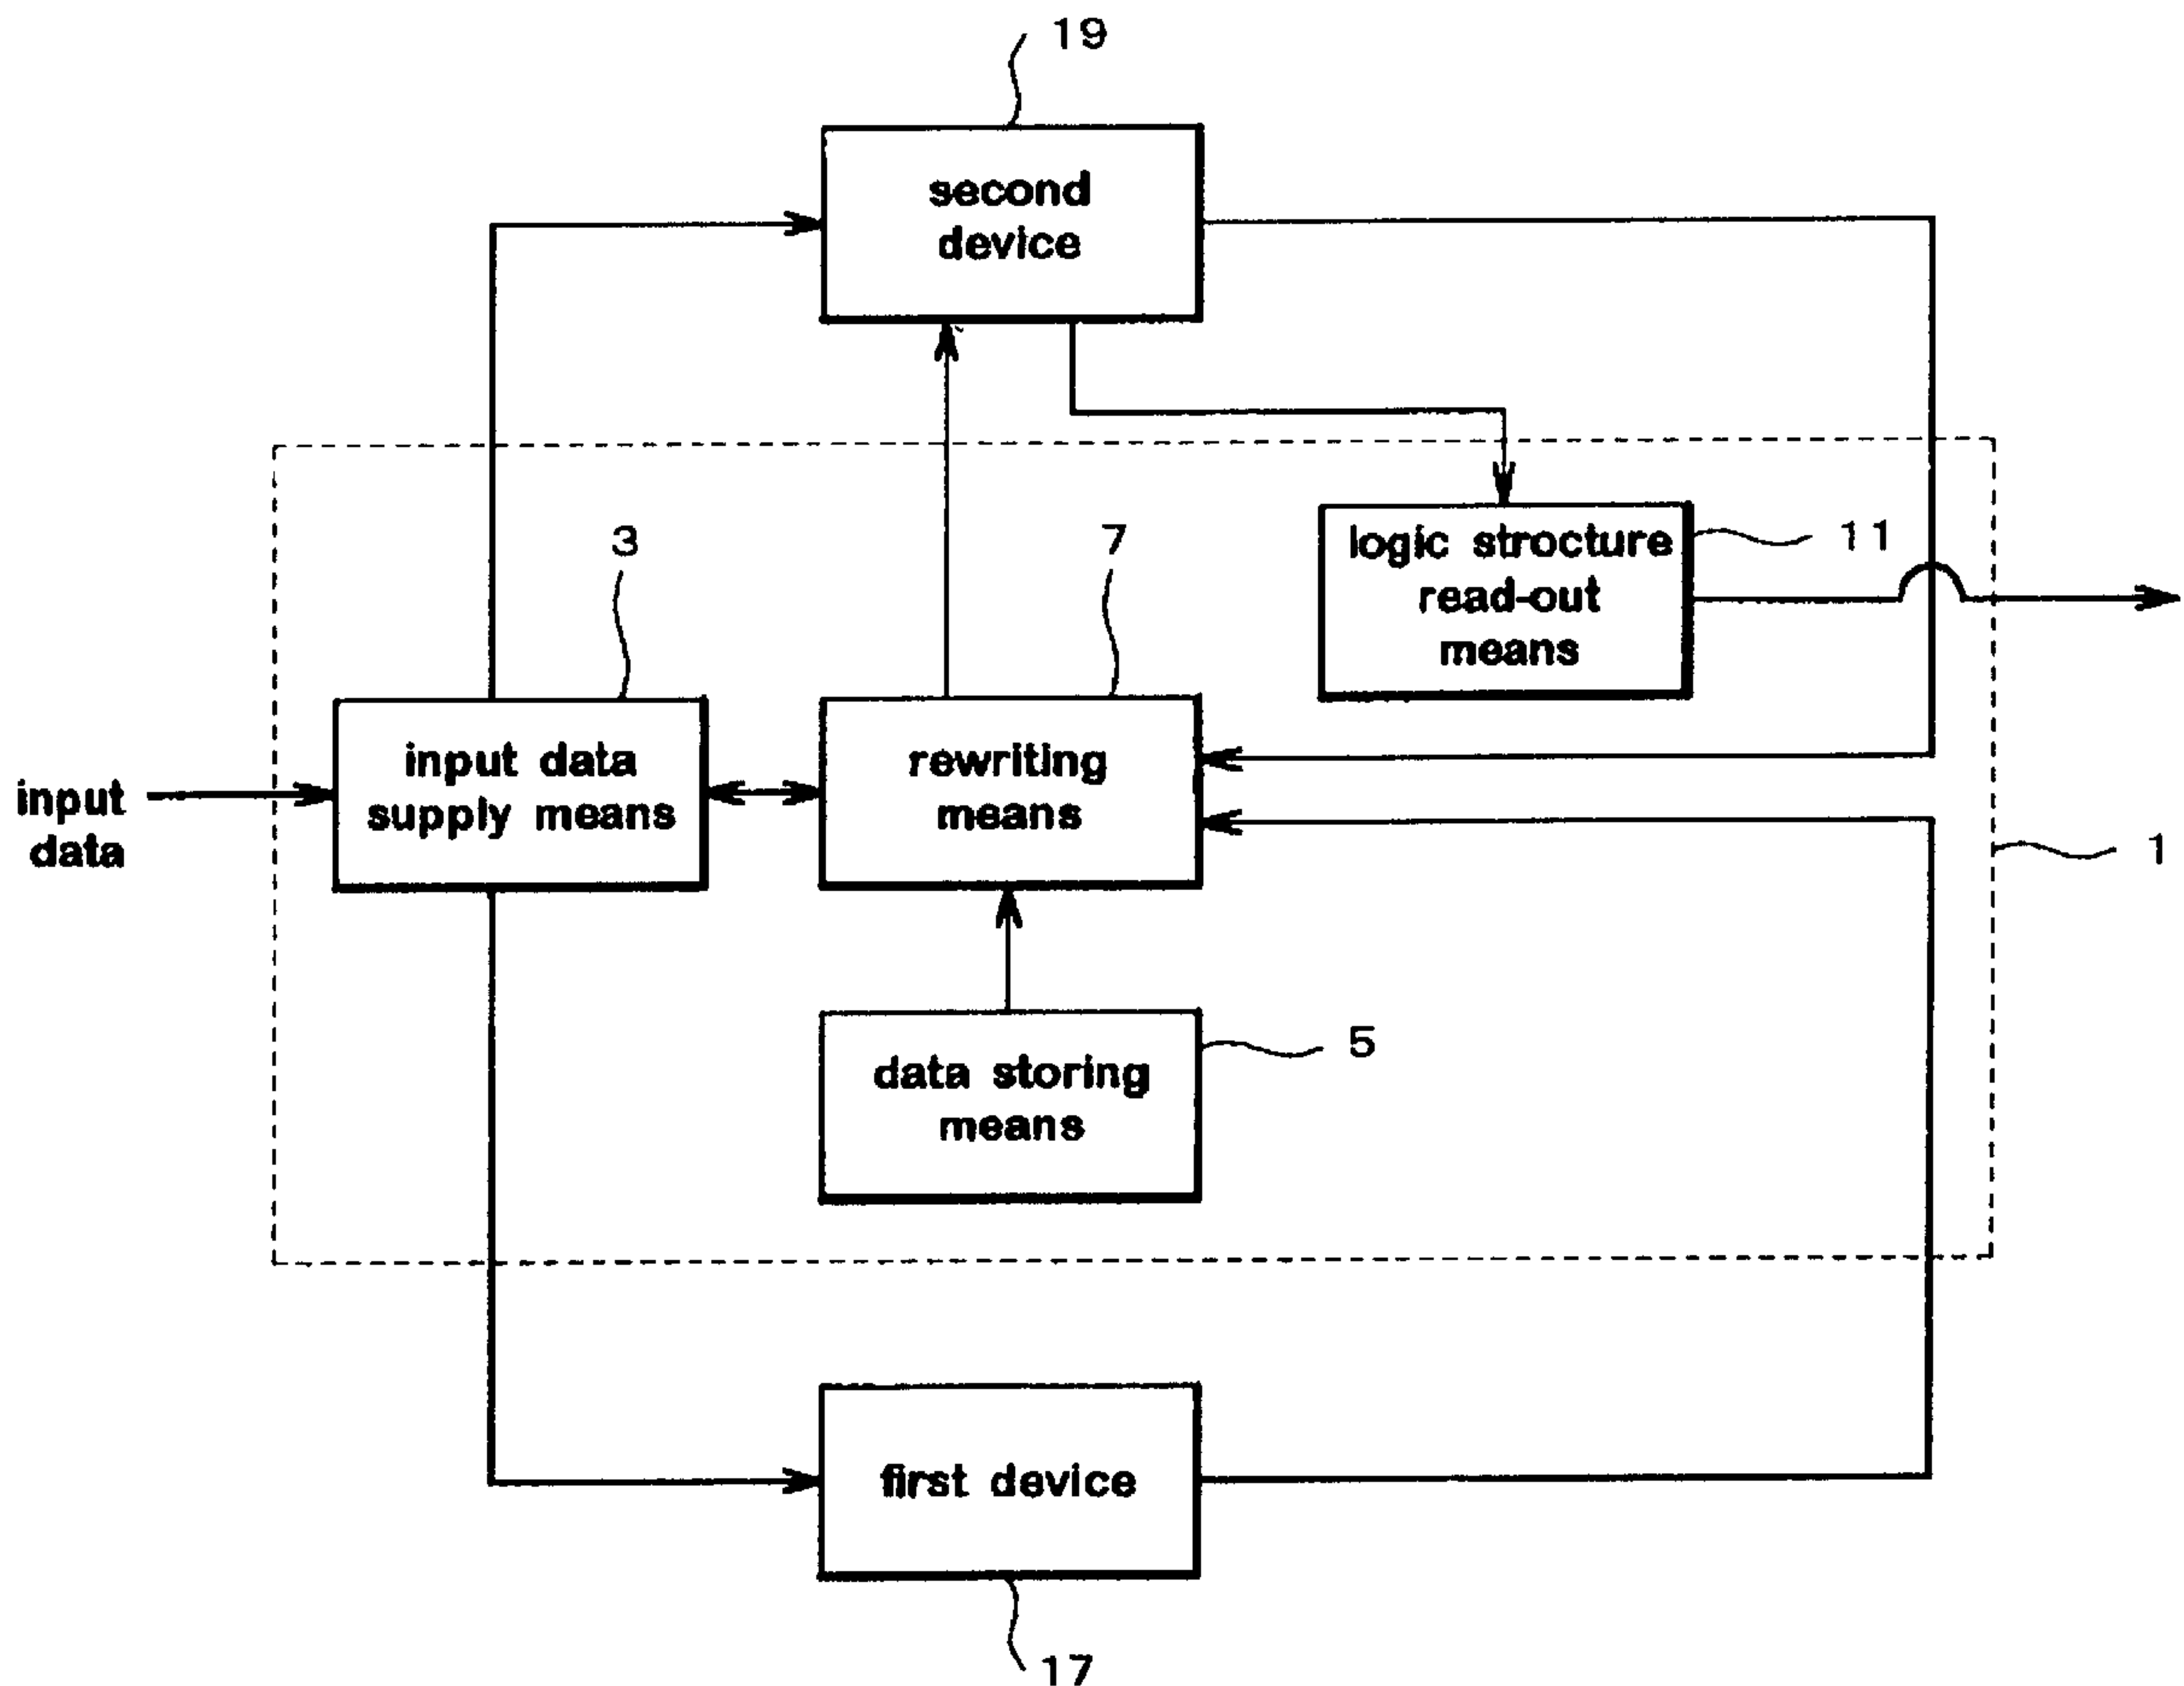 19
second
device
logic stročture
read-out
means
11
3
7
input data
supply means
rewriting
means
input
data
1
data storing
means
5
first device
17